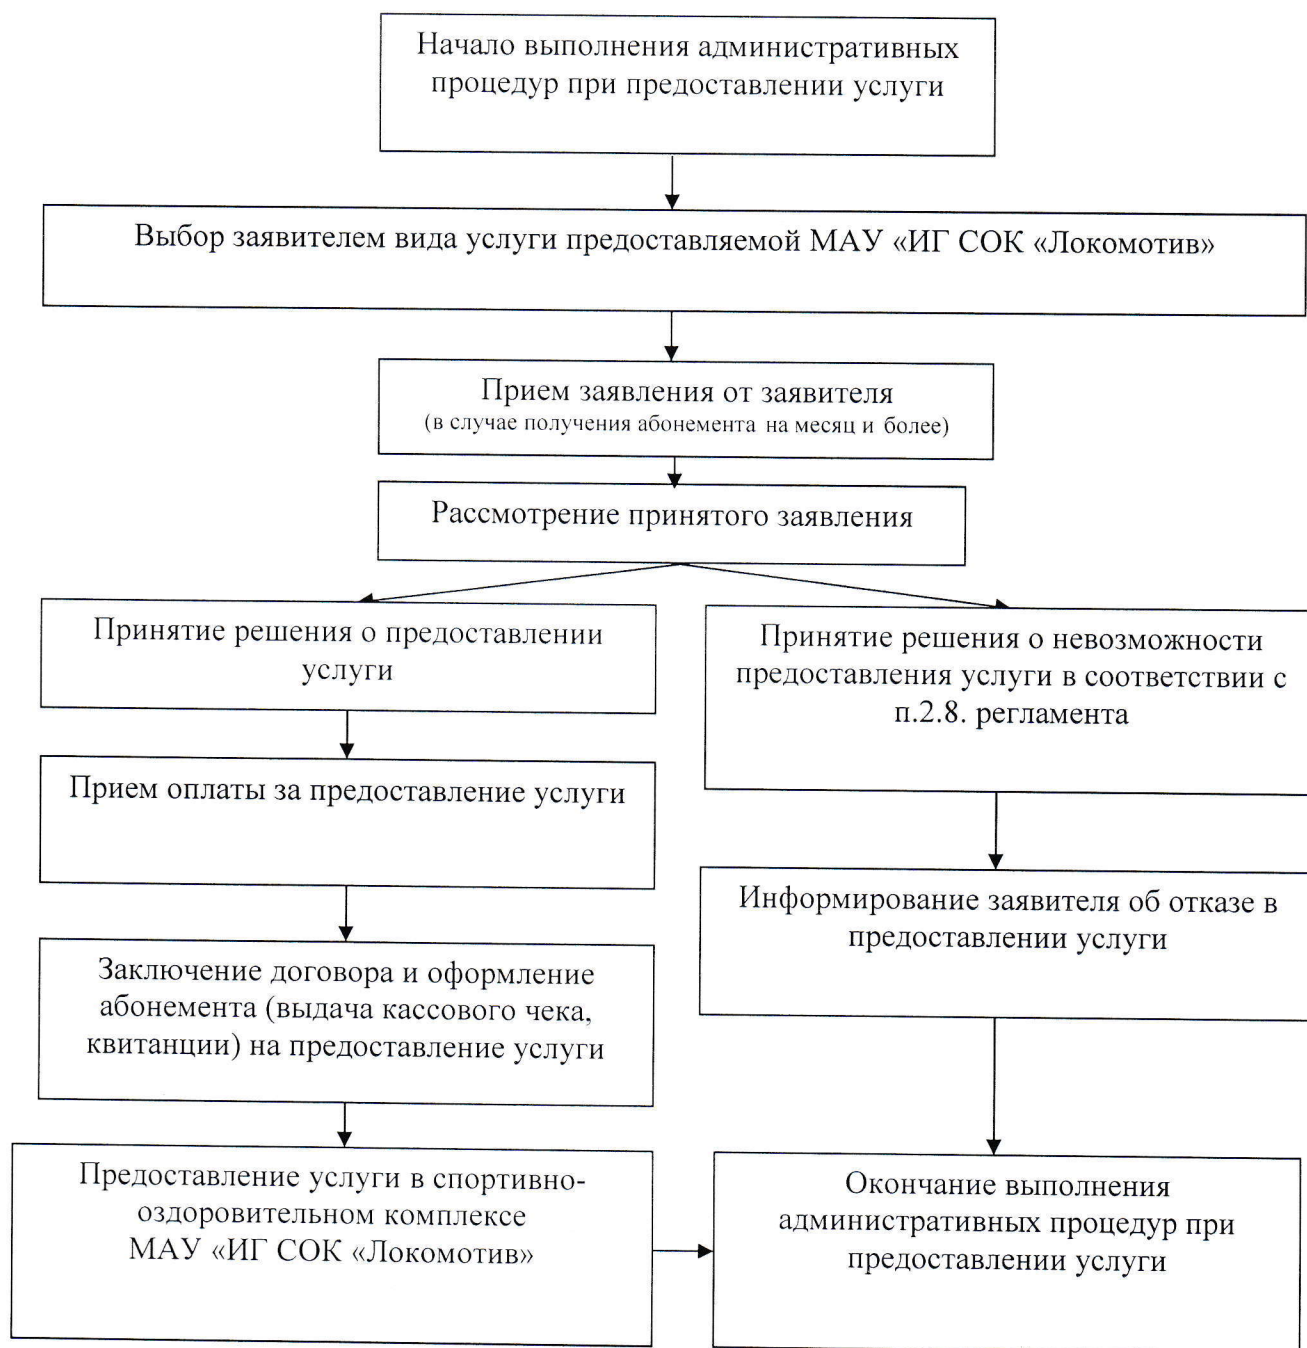 Начало выполнения административных
процедур при предоставлении услуги
Выбор заявителем вида услуги предоставляемой МАУ «ИГ СОК «Локомотив»
Прием заявления от заявителя
(в случае получения абонемента на месяц и более)
Рассмотрение принятого заявления
Принятие решения о предоставлении
услуги
Принятие решения о невозможности
предоставления услуги в соответствии с
п.2.8. регламента
Прием оплаты за предоставление услуги
Информирование заявителя об отказе в
предоставлении услуги
Заключение договора и оформление
абонемента (выдача кассового чека,
квитанции) на предоставление услуги
Предоставление услуги в спортивно-
оздоровительном комплексе
МАУ «ИГ СОК «Локомотив»
Окончание выполнения
административных процедур при
предоставлении услуги